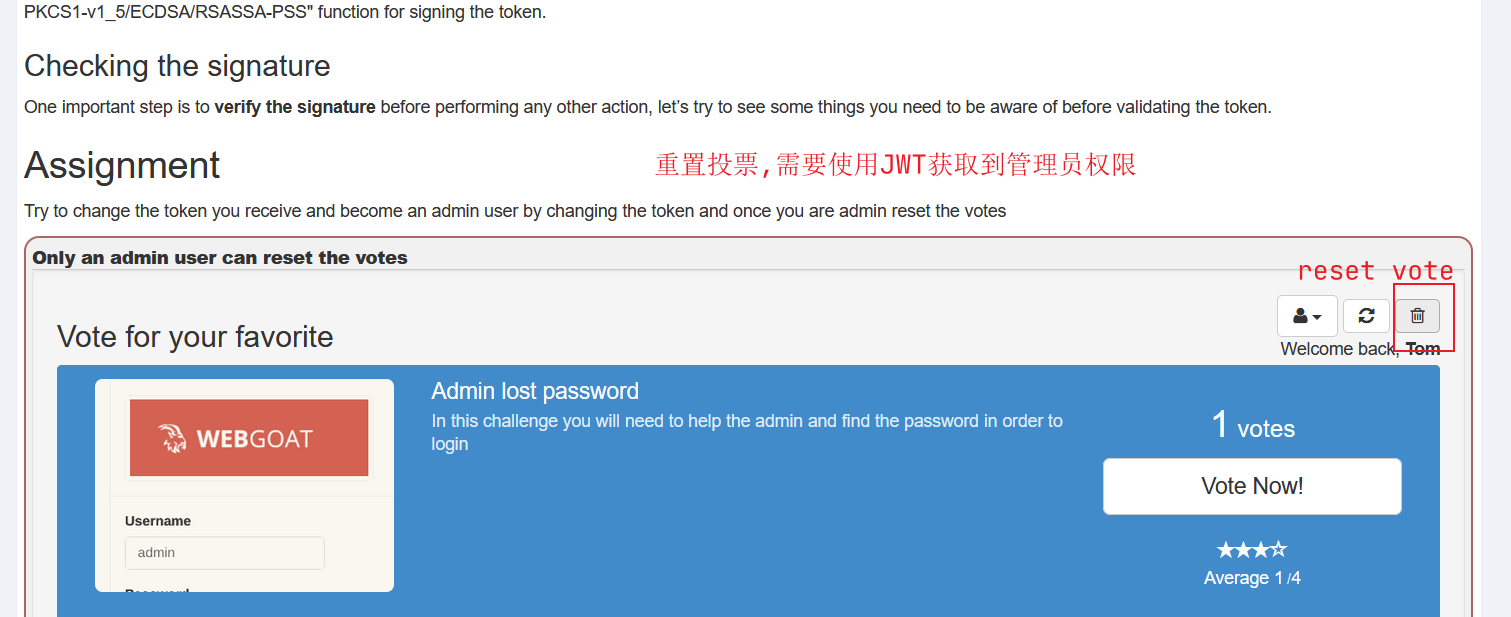 PKCS1-v1_5/ECDSA/RSASSA-PSS" function for signing the token.
Checking the signature
One important step is to verify the signature before performing any other action, let’s try to see some things you need to be aware of before validating the token.
Assignment
重置投票,需要使用JWT获取到管理员权限
Try to change the token you receive and become an admin user by changing the token and once you are admin reset the votes
Only an admin user can reset the votes
reset vote
Vote for your favorite
Welcome back, Tom
WEBGOAT
Username
admin
Password
Admin lost password
In this challenge you will need to help the admin and find the password in order to
login
1 votes
Vote Now!
Average 1/4